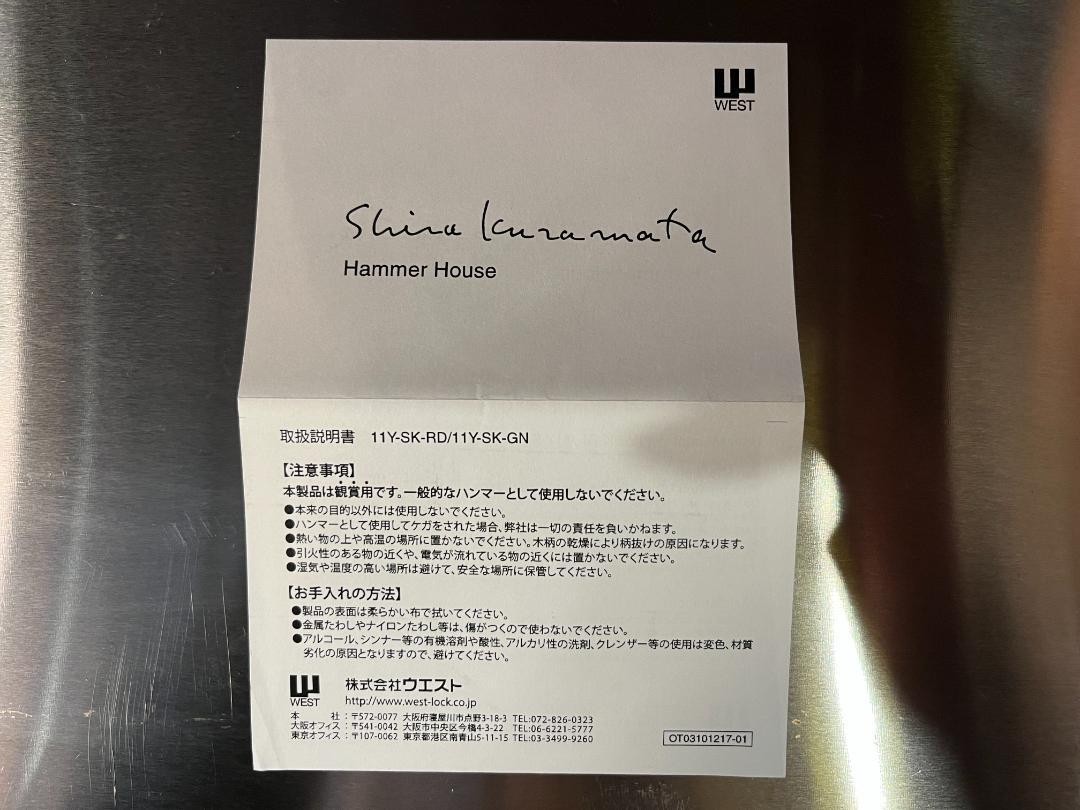 WEST
Shiro Kuramata
Hammer House
取扱説明書 11Y-SK-RD/11Y-SK-GN
【注意事項】
本製品は観賞用です。一般的なハンマーとして使用しないでください。
●本来の目的以外には使用しないでください。
●ハンマーとして使用してケガをされた場合、弊社は一切の責任を負いかねます。
●熱い物の上や高温の場所に置かないでください。木柄の乾燥により柄抜けの原因になります。
●引火性のある物の近くや、電気が流れている物の近くには置かないでください。
●湿気や温度の高い場所は避けて、安全な場所に保管してください。
【お手入れの方法】
●製品の表面は柔らかい布で拭いてください。
●金属たわしやナイロンたわし等は、傷がつくので使わないでください。
●アルコール、シンナー等の有機溶剤や酸性、アルカリ性の洗剤、クレンザー等の使用は変色、材質
劣化の原因となりますので、避けてください。
WEST
株式会社ウエスト
http://www.west-lock.co.jp
本 社：〒572-0077 大阪府寝屋川市点野3-18-3 TEL:072-826-0323
大阪オフィス：〒541-0042 大阪市中央区今橋4-3-22 TEL:06-6221-5777
東京オフィス：〒107-0062 東京都港区南青山5-11-15 TEL:03-3499-9260
OT03101217-01